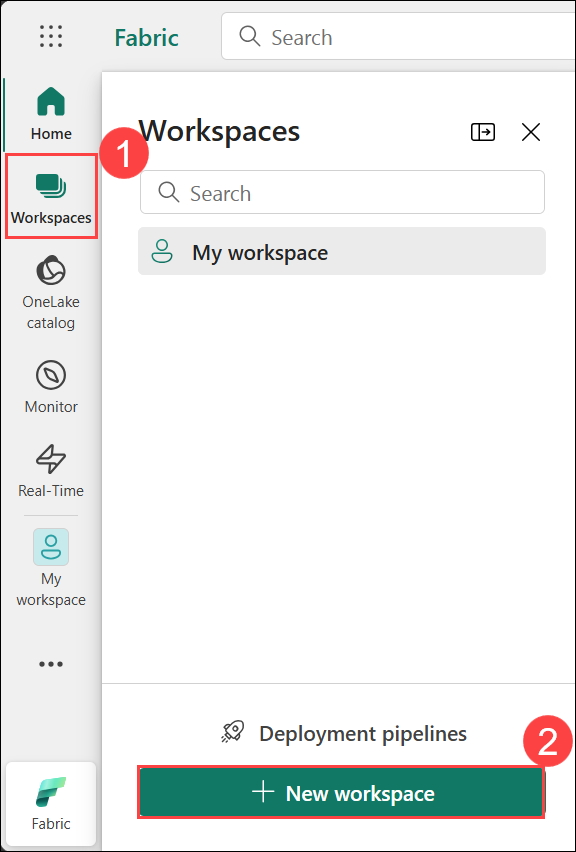 Fabric
Search
Home
Workspaces
OneLake
catalog
Monitor
Real-Time
My
workspace
Fabric
Workspaces
1
Search
My workspace
Deployment pipelines
2
New workspace